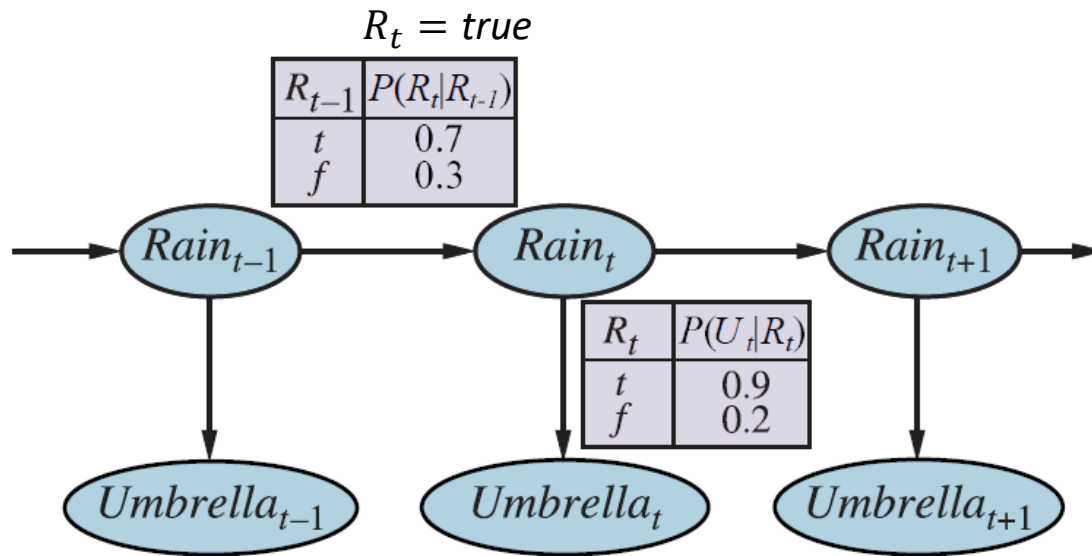 R_t = true
R_{t−1} P(R_t|R_{t-1})
t 0.7
f 0.3
Rain_{t−1} Rain_t Rain_{t+1}
R_t P(U_t|R_t)
t 0.9
f 0.2
Umbrella_{t−1} Umbrella_t Umbrella_{t+1}